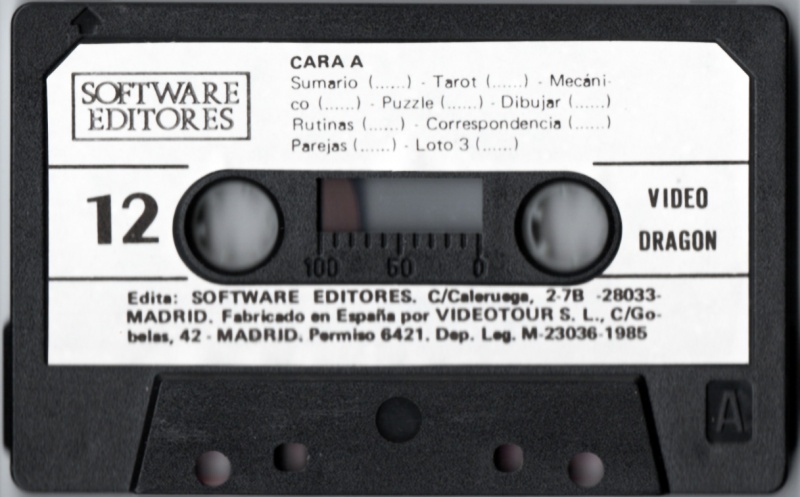 CARA A
Sumario (......) - Tarot (......) - Mecáni-
co (......) - Puzzle (......) - Dibujar (......)
Rutinas (......) - Correspondencia (......)
Parejas (......) - Loto 3 (......)
SOFTWARE
EDITORES
12
VIDEO
DRAGON
100 50 0
Edita: SOFTWARE EDITORES. C/Caleruega, 2-7B -28033-
MADRID. Fabricado en España por VIDEOTOUR S. L., C/Go-
belas, 42 - MADRID. Permiso 6421. Dep. Leg. M-23036-1985
A